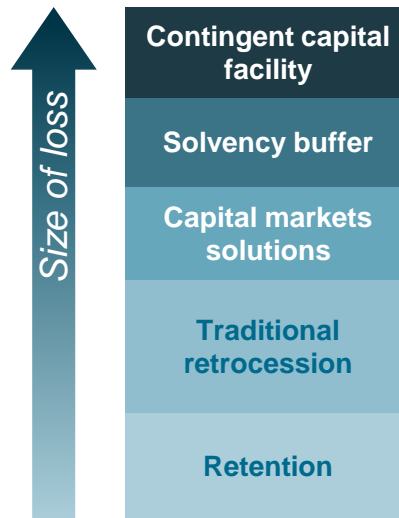 Size of loss
Contingent capital
facility
Solvency buffer
Capital markets
solutions
Traditional
retrocession
Retention